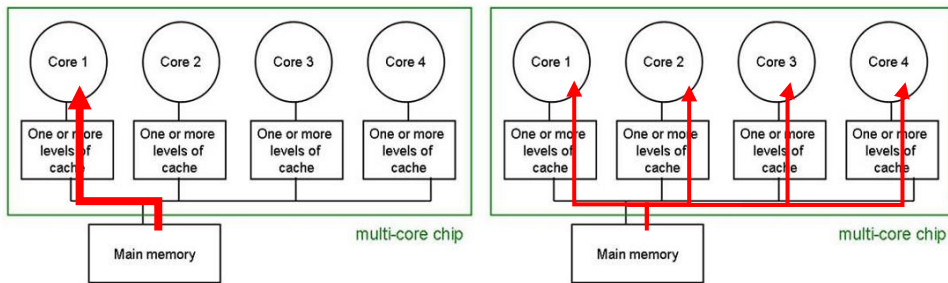 Core 1
Core 2
Core 3
Core 4
One or more
levels of
cache
One or more
levels of
cache
One or more
levels of
cache
One or more
levels of
cache
multi-core chip
Main memory
Core 1
Core 2
Core 3
Core 4
One or more
levels of
cache
One or more
levels of
cache
One or more
levels of
cache
One or more
levels of
cache
multi-core chip
Main memory